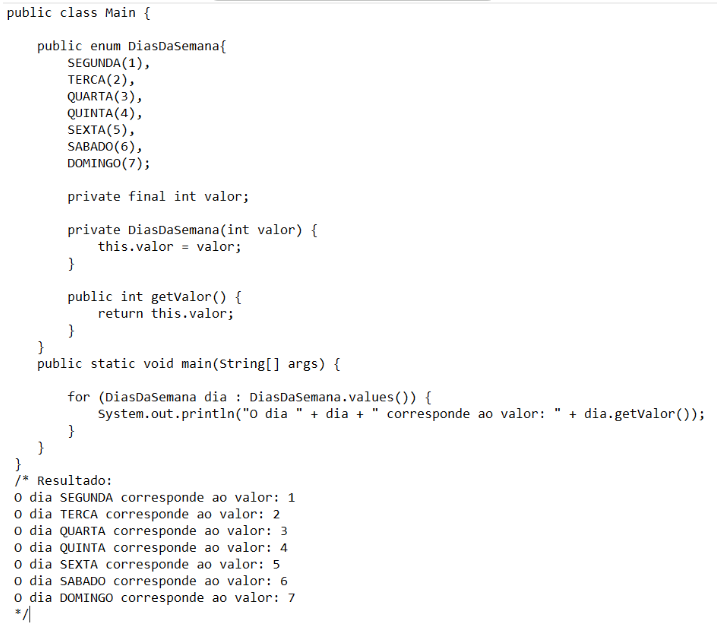 public class Main {
public enum DiasDaSemana{
SEGUNDA(1),
TERCA(2),
QUARTA(3),
QUINTA(4),
SEXTA(5),
SABADO(6),
DOMINGO(7);
private final int valor;
private DiasDaSemana(int valor) {
this.valor = valor;
}
public int getValor() {
return this.valor;
}
}
public static void main(String[] args) {
for (DiasDaSemana dia : DiasDaSemana.values()) {
System.out.println("O dia " + dia + " corresponde ao valor: " + dia.getValor());
}
}
}
/* Resultado:
O dia SEGUNDA corresponde ao valor: 1
O dia TERCA corresponde ao valor: 2
O dia QUARTA corresponde ao valor: 3
O dia QUINTA corresponde ao valor: 4
O dia SEXTA corresponde ao valor: 5
O dia SABADO corresponde ao valor: 6
O dia DOMINGO corresponde ao valor: 7
*/